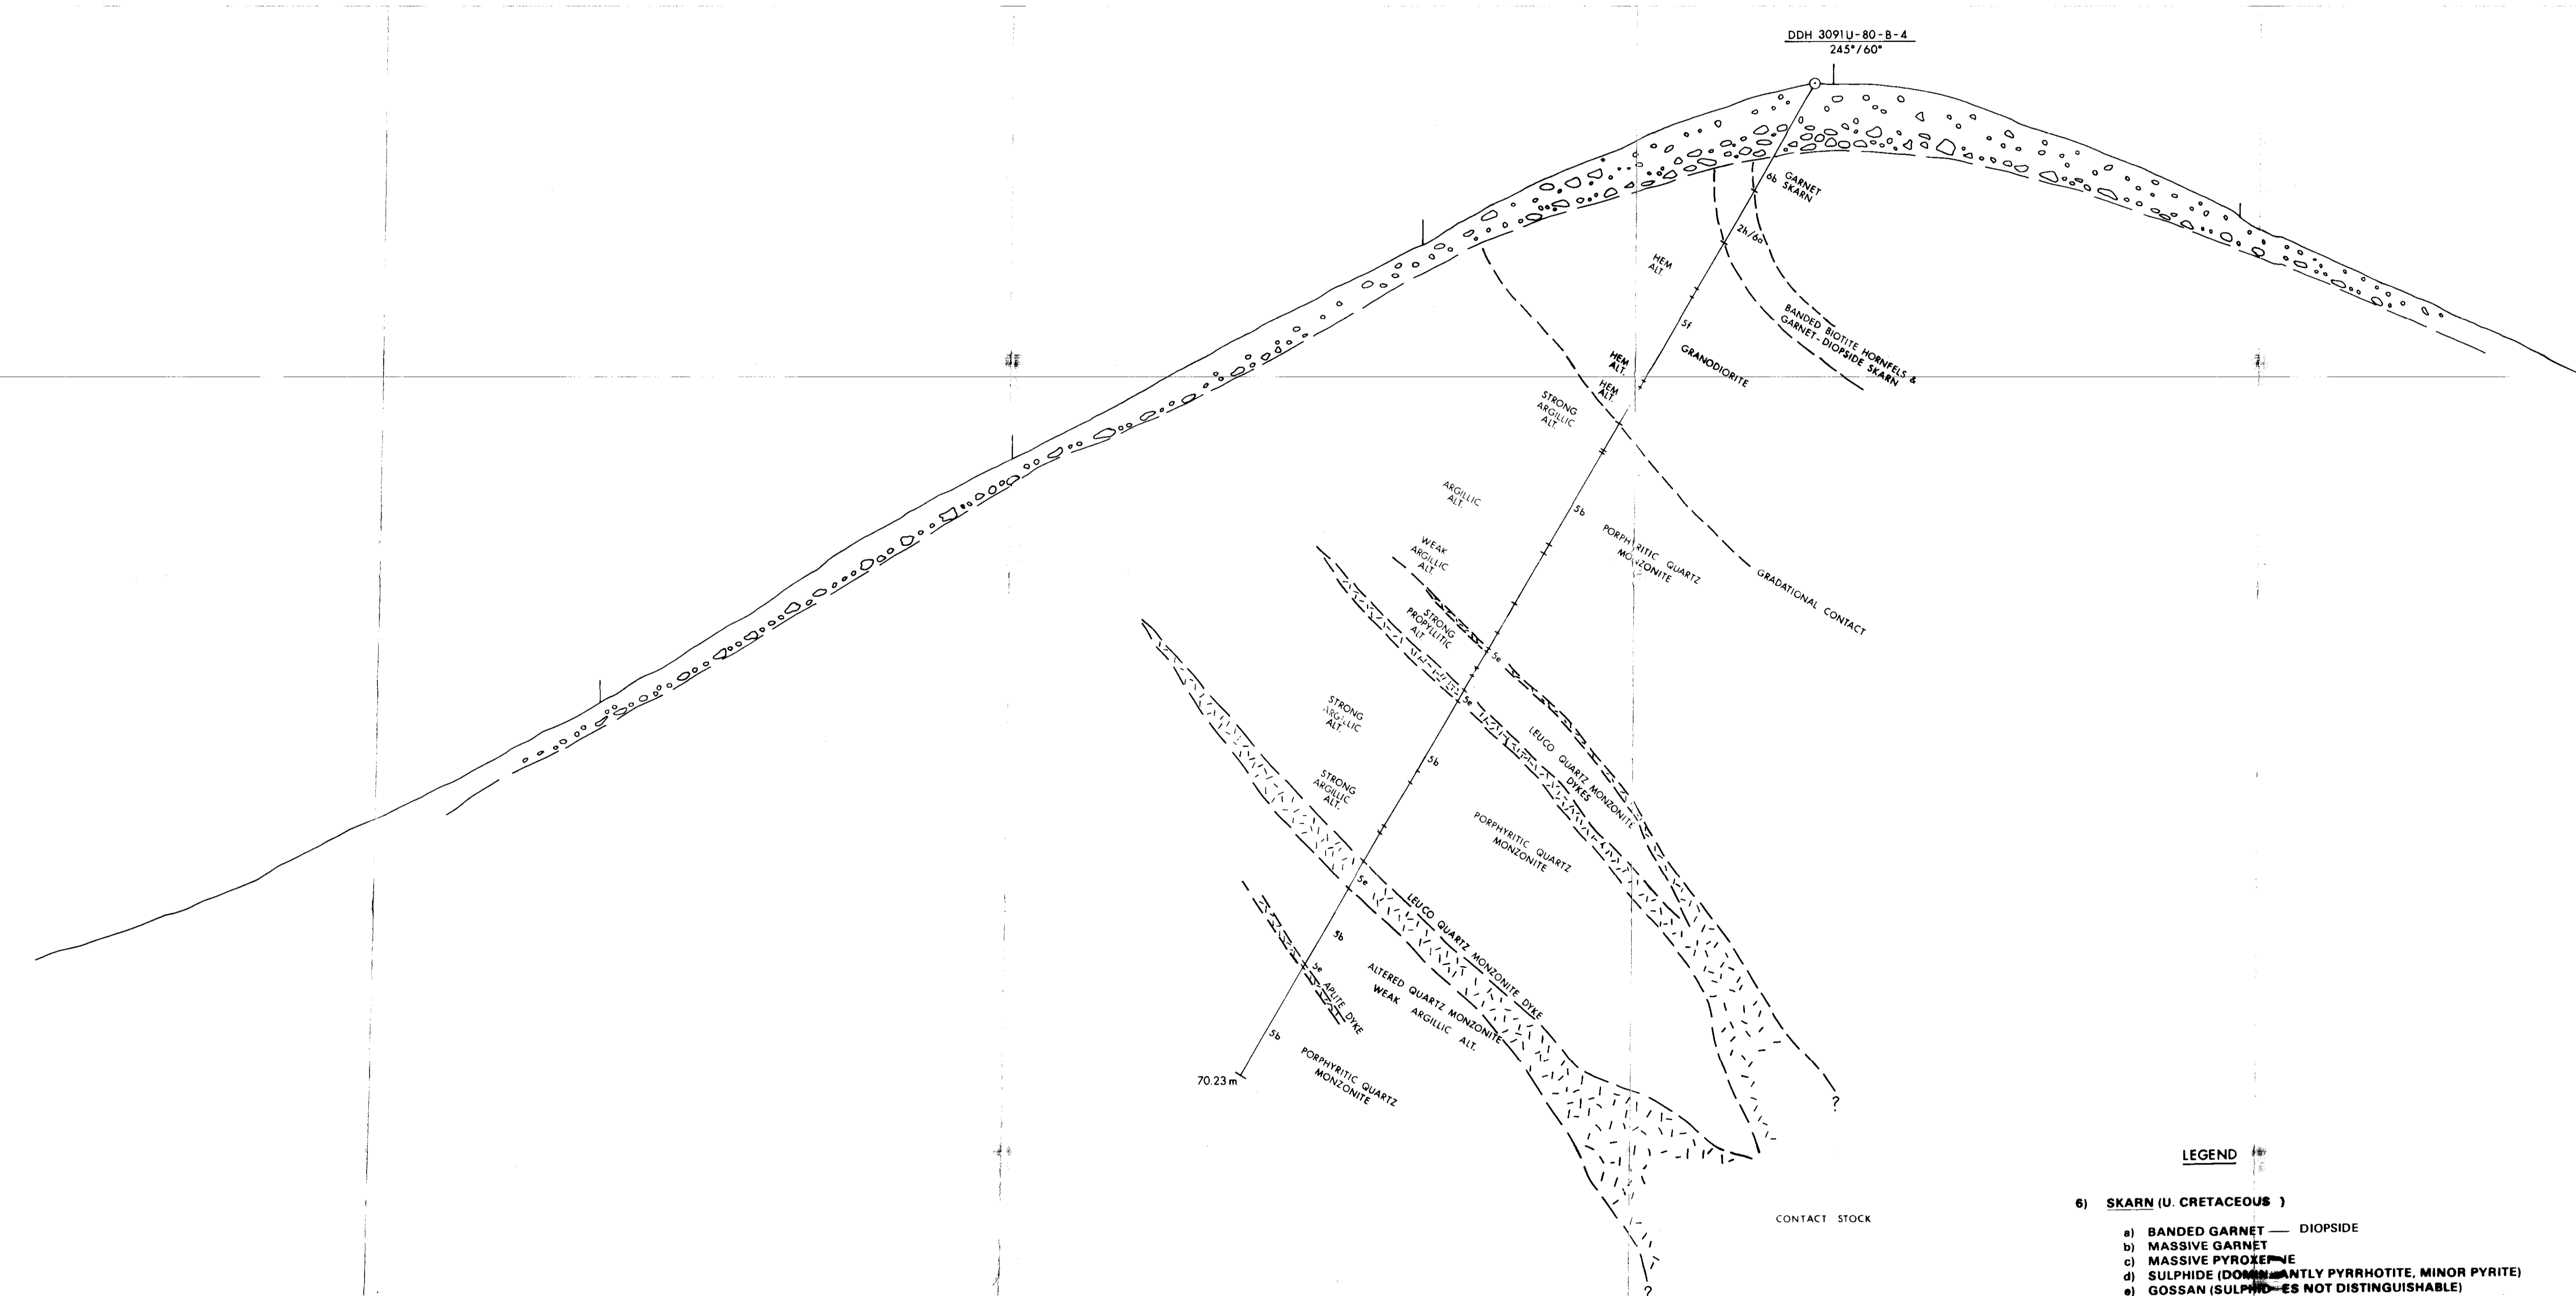 DDH 3091U-80-B-4
245°/60°
6b GARNET
SKARN
2h/6a
HEM
ALT.
BANDED BIOTITE HORNFELS &
GARNET-DIOPSIDE SKARN
5f
GRANODIORITE
HEM
ALT.
HEM
ALT.
STRONG
ARGILLIC
ALT.
ARGILLIC
ALT.
5b
PORPHYRITIC QUARTZ
MONZONITE
WEAK
ARGILLIC
ALT.
GRADATIONAL CONTACT
STRONG
PROPYLLITIC
ALT
5e
5e
STRONG
ARGILLIC
ALT.
LEUCO QUARTZ MONZONITE
DYKES
5b
STRONG
ARGILLIC
ALT.
PORPHYRITIC QUARTZ
MONZONITE
5e
LEUCO QUARTZ MONZONITE DYKE
5b
ALTERED QUARTZ MONZONITE
WEAK ARGILLIC ALT.
5e
APLITE DYKE
5b
PORPHYRITIC QUARTZ
MONZONITE
70.23m
?
?
CONTACT STOCK
LEGEND
6) SKARN (U. CRETACEOUS )
a) BANDED GARNET — DIOPSIDE
b) MASSIVE GARNET
c) MASSIVE PYROXENE
d) SULPHIDE (DOMINANTLY PYRRHOTITE, MINOR PYRITE)
e) GOSSAN (SULPHIDES NOT DISTINGUISHABLE)